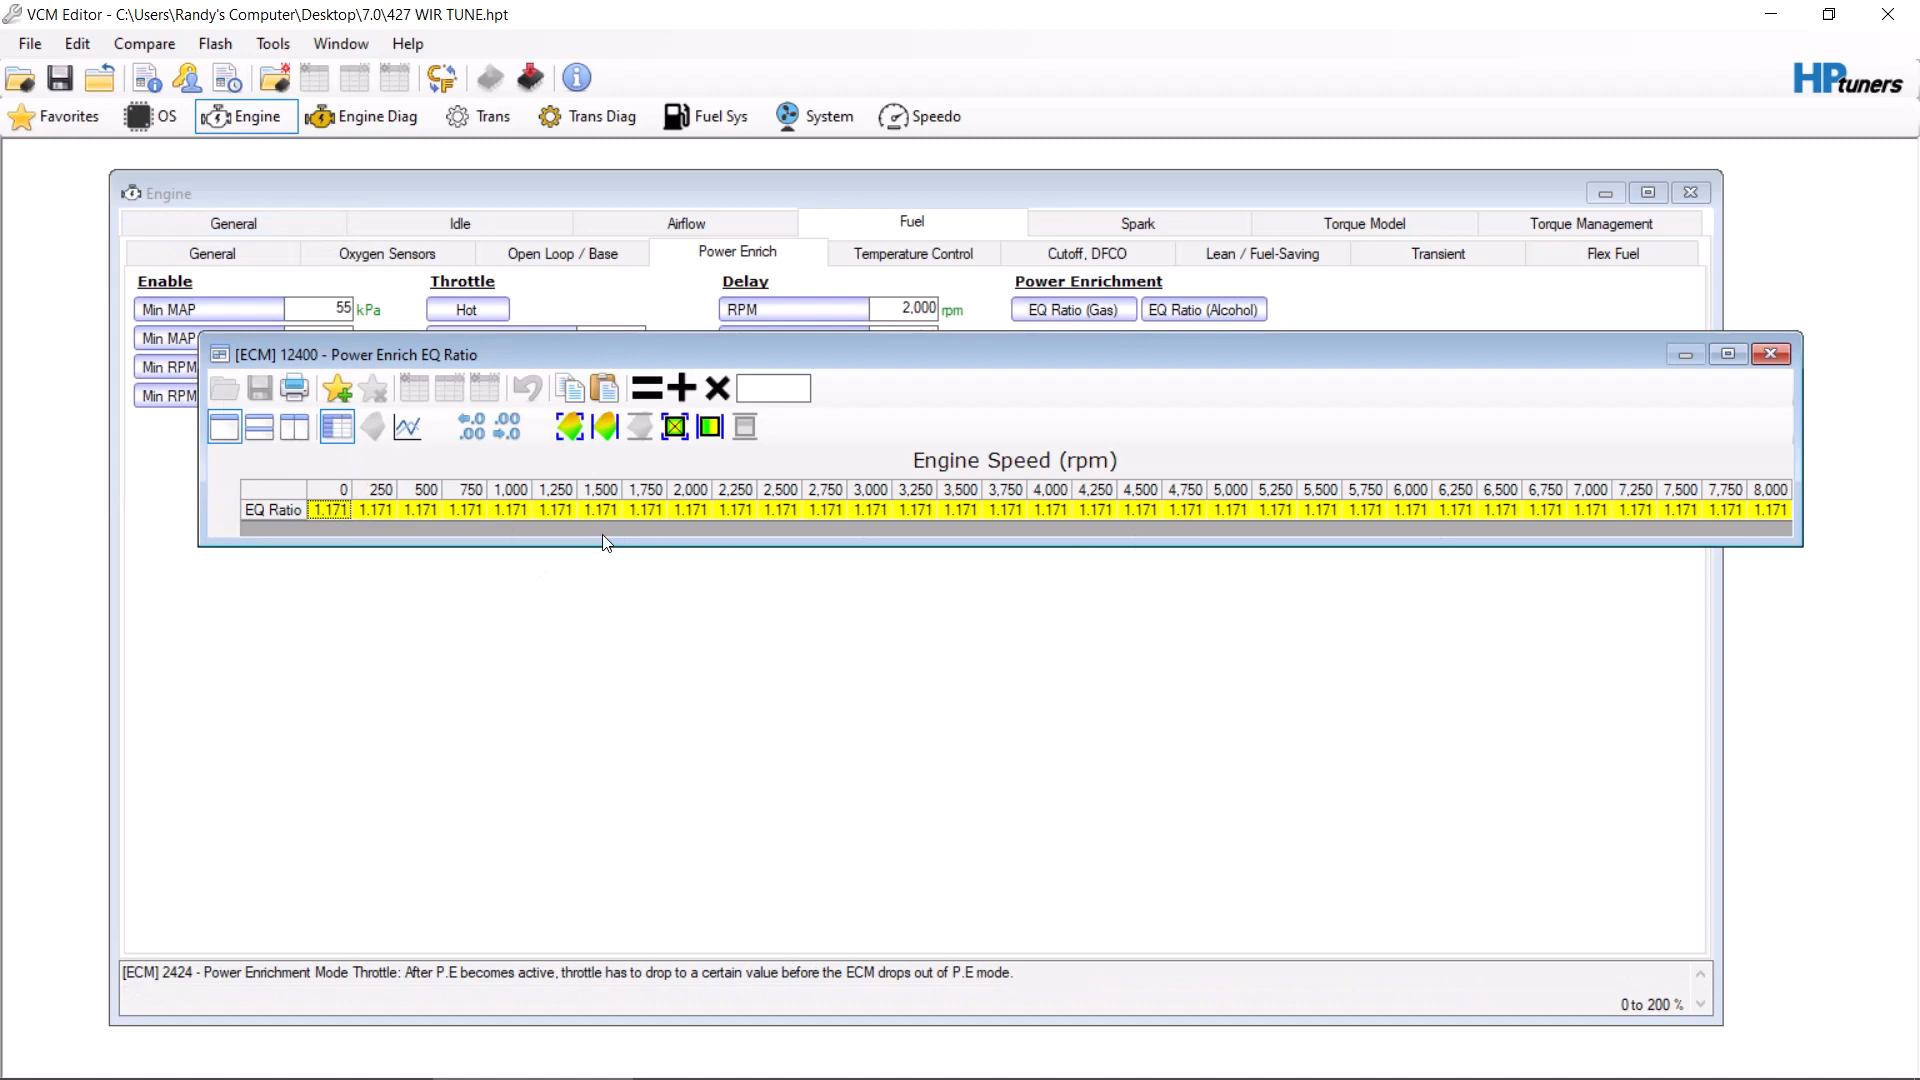 VCM Editor - C:\Users\Randy's Computer\Desktop\7.0\427 WIR TUNE.hpt
File Edit Compare Flash Tools Window Help
HPtuners
Favorites OS Engine Engine Diag Trans Trans Diag Fuel Sys System Speedo
Engine
General Idle Airflow Fuel Spark Torque Model Torque Management
General Oxygen Sensors Open Loop / Base Power Enrich Temperature Control Cutoff, DFCO Lean / Fuel-Saving Transient Flex Fuel
Enable Throttle Delay Power Enrichment
Min MAP 55 kPa Hot RPM 2,000 rpm EQ Ratio (Gas) EQ Ratio (Alcohol)
Min MAP
[ECM] 12400 - Power Enrich EQ Ratio
Min RPM
Min RPM
Engine Speed (rpm)
0 250 500 750 1,000 1,250 1,500 1,750 2,000 2,250 2,500 2,750 3,000 3,250 3,500 3,750 4,000 4,250 4,500 4,750 5,000 5,250 5,500 5,750 6,000 6,250 6,500 6,750 7,000 7,250 7,500 7,750 8,000
EQ Ratio 1.171 1.171 1.171 1.171 1.171 1.171 1.171 1.171 1.171 1.171 1.171 1.171 1.171 1.171 1.171 1.171 1.171 1.171 1.171 1.171 1.171 1.171 1.171 1.171 1.171 1.171 1.171 1.171 1.171 1.171 1.171 1.171 1.171
[ECM] 2424 - Power Enrichment Mode Throttle: After P.E becomes active, throttle has to drop to a certain value before the ECM drops out of P.E mode.
0 to 200 %